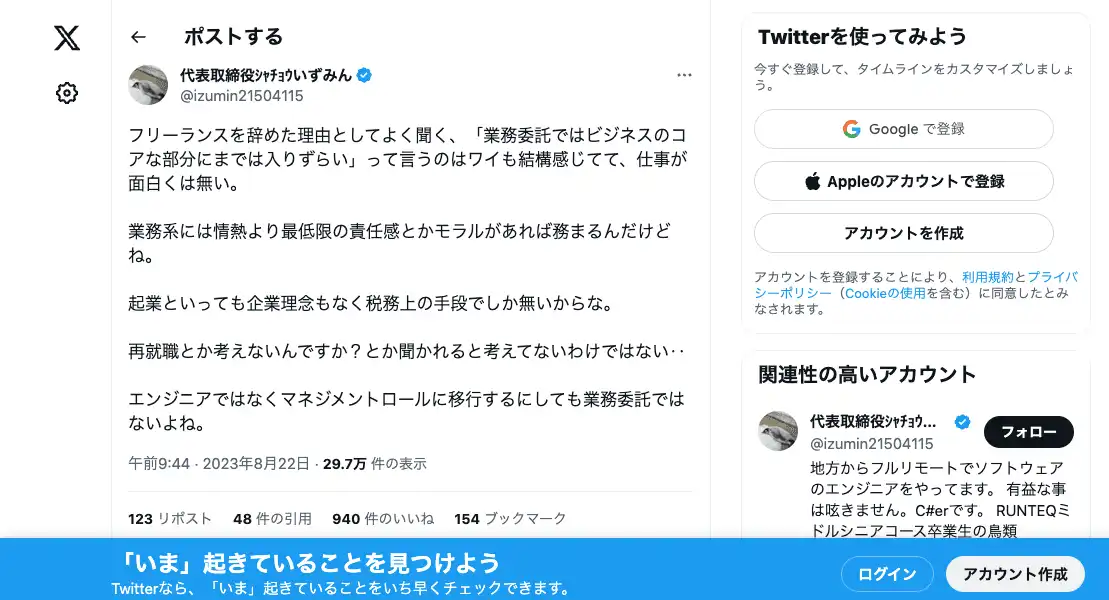 ポストする
代表取締役ｼｬﾁｮｳいずみん
@izumin21504115
フリーランスを辞めた理由としてよく聞く、「業務委託ではビジネスのコ
アな部分にまでは入りずらい」って言うのはワイも結構感じてて、仕事が
面白くは無い。
業務系には情熱より最低限の責任感とかモラルがあれば務まるんだけど
ね。
起業といっても企業理念もなく税務上の手段でしか無いからな。
再就職とか考えないんですか？とか聞かれると考えてないわけではない‥
エンジニアではなくマネジメントロールに移行するにしても業務委託では
ないよね。
午前9:44 · 2023年8月22日 · 29.7万 件の表示
123 リポスト 48 件の引用 940 件のいいね 154 ブックマーク
Twitterを使ってみよう
今すぐ登録して、タイムラインをカスタマイズしましょ
う。
Google で登録
Appleのアカウントで登録
アカウントを作成
アカウントを登録することにより、利用規約とプライバ
シーポリシー（Cookieの使用を含む）に同意したとみ
なされます。
関連性の高いアカウント
代表取締役ｼｬﾁｮｳ...
フォロー
@izumin21504115
地方からフルリモートでソフトウェア
のエンジニアをやってます。 有益な事
は呟きません。C#erです。 RUNTEQミ
ドルシニアコース卒業生の鳥類
「いま」起きていることを見つけよう
Twitterなら、「いま」起きていることをいち早くチェックできます。
ログイン
アカウント作成